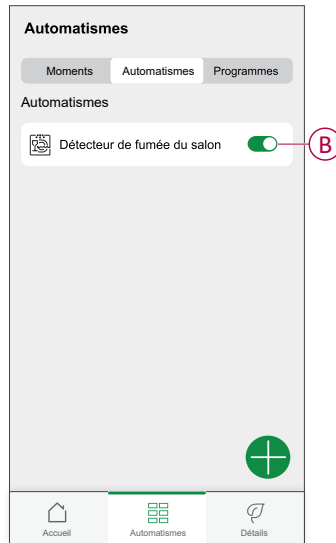 Automatismes
Moments Automatismes Programmes
Automatismes
Détecteur de fumée du salon
B
Accueil Automatismes Détails